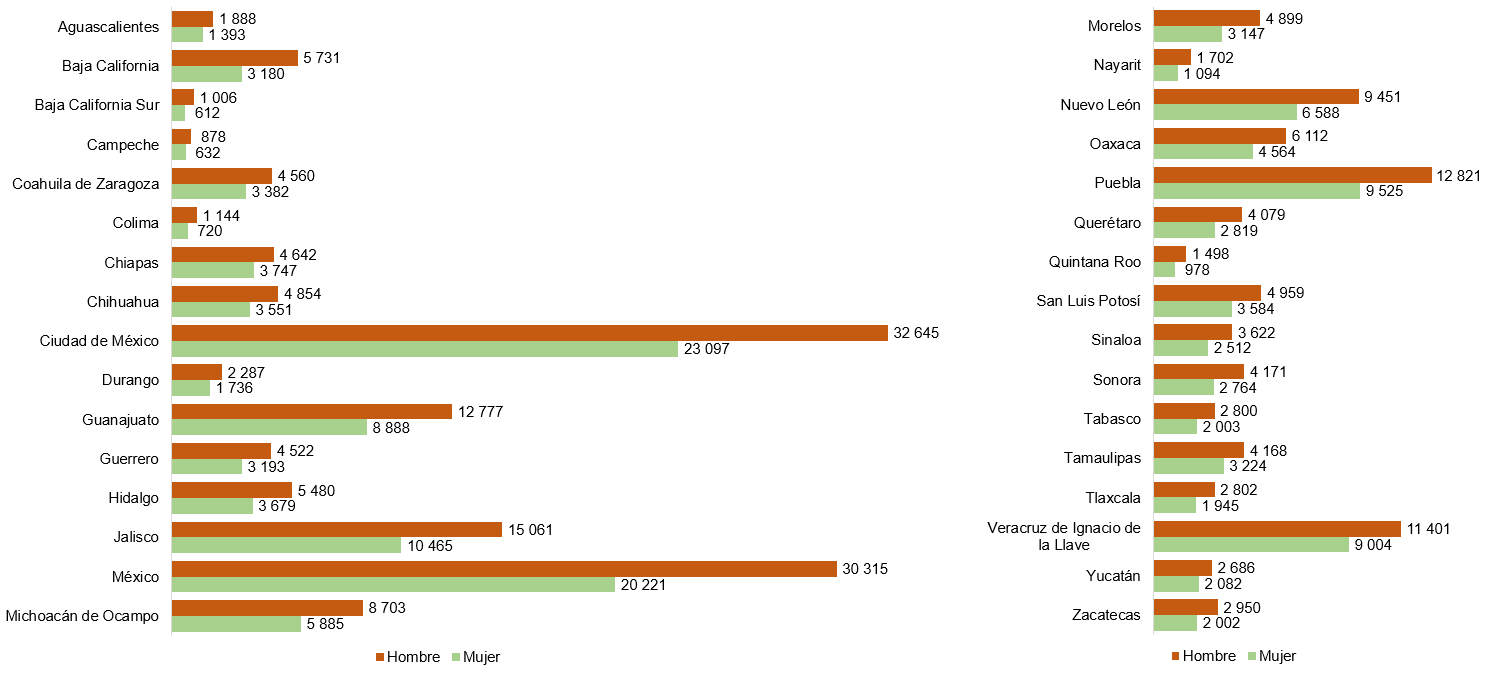 Aguascalientes
1 888
1 393
Baja California
5 731
3 180
Baja California Sur
1 006
612
Campeche
878
632
Coahuila de Zaragoza
4 560
3 382
Colima
1 144
720
Chiapas
4 642
3 747
Chihuahua
4 854
3 551
Ciudad de México
32 645
23 097
Durango
2 287
1 736
Guanajuato
12 777
8 888
Guerrero
4 522
3 193
Hidalgo
5 480
3 679
Jalisco
15 061
10 465
México
30 315
20 221
Michoacán de Ocampo
8 703
5 885
Hombre Mujer
Morelos
4 899
3 147
Nayarit
1 702
1 094
Nuevo León
9 451
6 588
Oaxaca
6 112
4 564
Puebla
12 821
9 525
Querétaro
4 079
2 819
Quintana Roo
1 498
978
San Luis Potosí
4 959
3 584
Sinaloa
3 622
2 512
Sonora
4 171
2 764
Tabasco
2 800
2 003
Tamaulipas
4 168
3 224
Tlaxcala
2 802
1 945
Veracruz de Ignacio de
la Llave
11 401
9 004
Yucatán
2 686
2 082
Zacatecas
2 950
2 002
Hombre Mujer